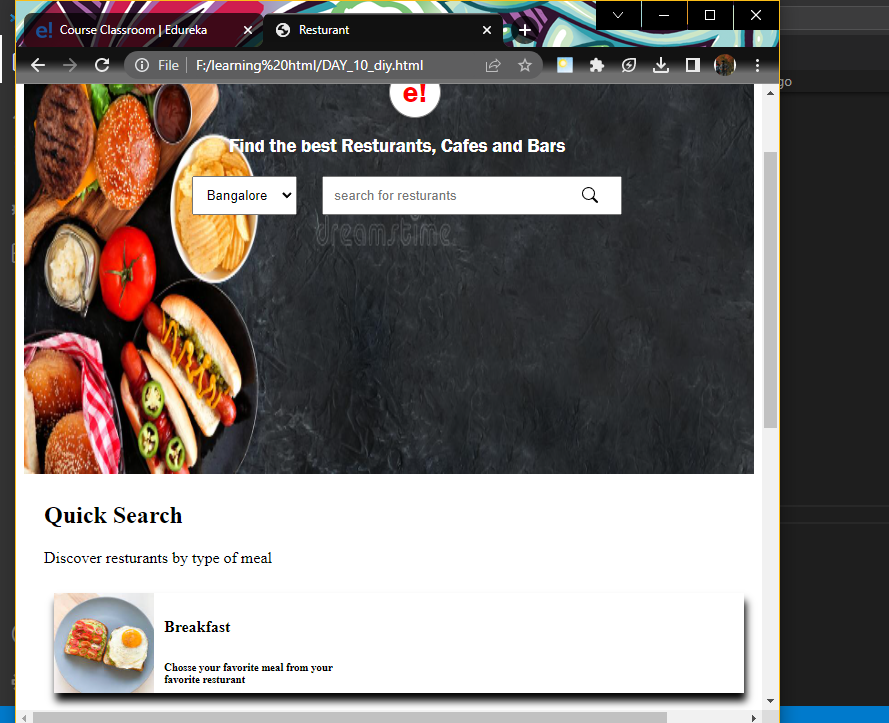 e! Course Classroom | Edureka
Resturant
File
F:/learning%20html/DAY_10_diy.html
go
e!
Find the best Resturants, Cafes and Bars
Bangalore
search for resturants
dreamstime
Quick Search
Discover resturants by type of meal
Breakfast
Chosse your favorite meal from your
favorite resturant